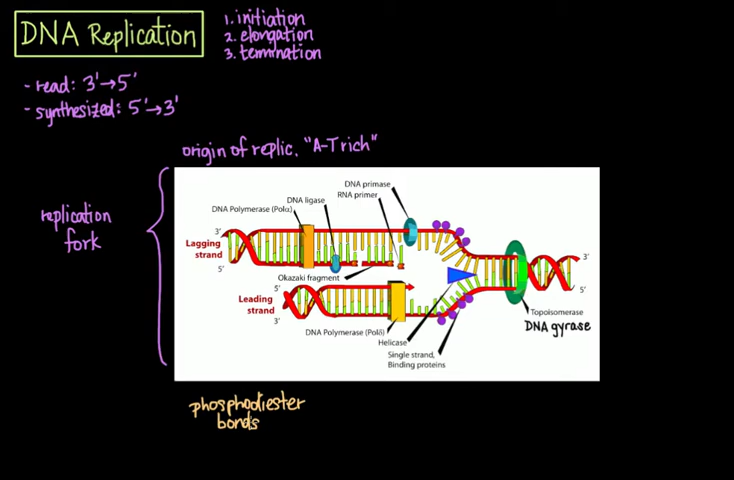 DNA Replication
1. initiation
2. elongation
3. termination
- read: 3'→5'
- synthesized: 5'→3'
origin of replic. "A-T rich"
replication
fork
DNA primase
RNA primer
DNA ligase
DNA Polymerase (Polα)
3'
Lagging
strand
5'
Okazaki fragment
5'
Leading
strand
3'
DNA Polymerase (Polδ)
Helicase
Single strand,
Binding proteins
3'
5'
Topoisomerase
DNA gyrase
phosphodiester
bonds